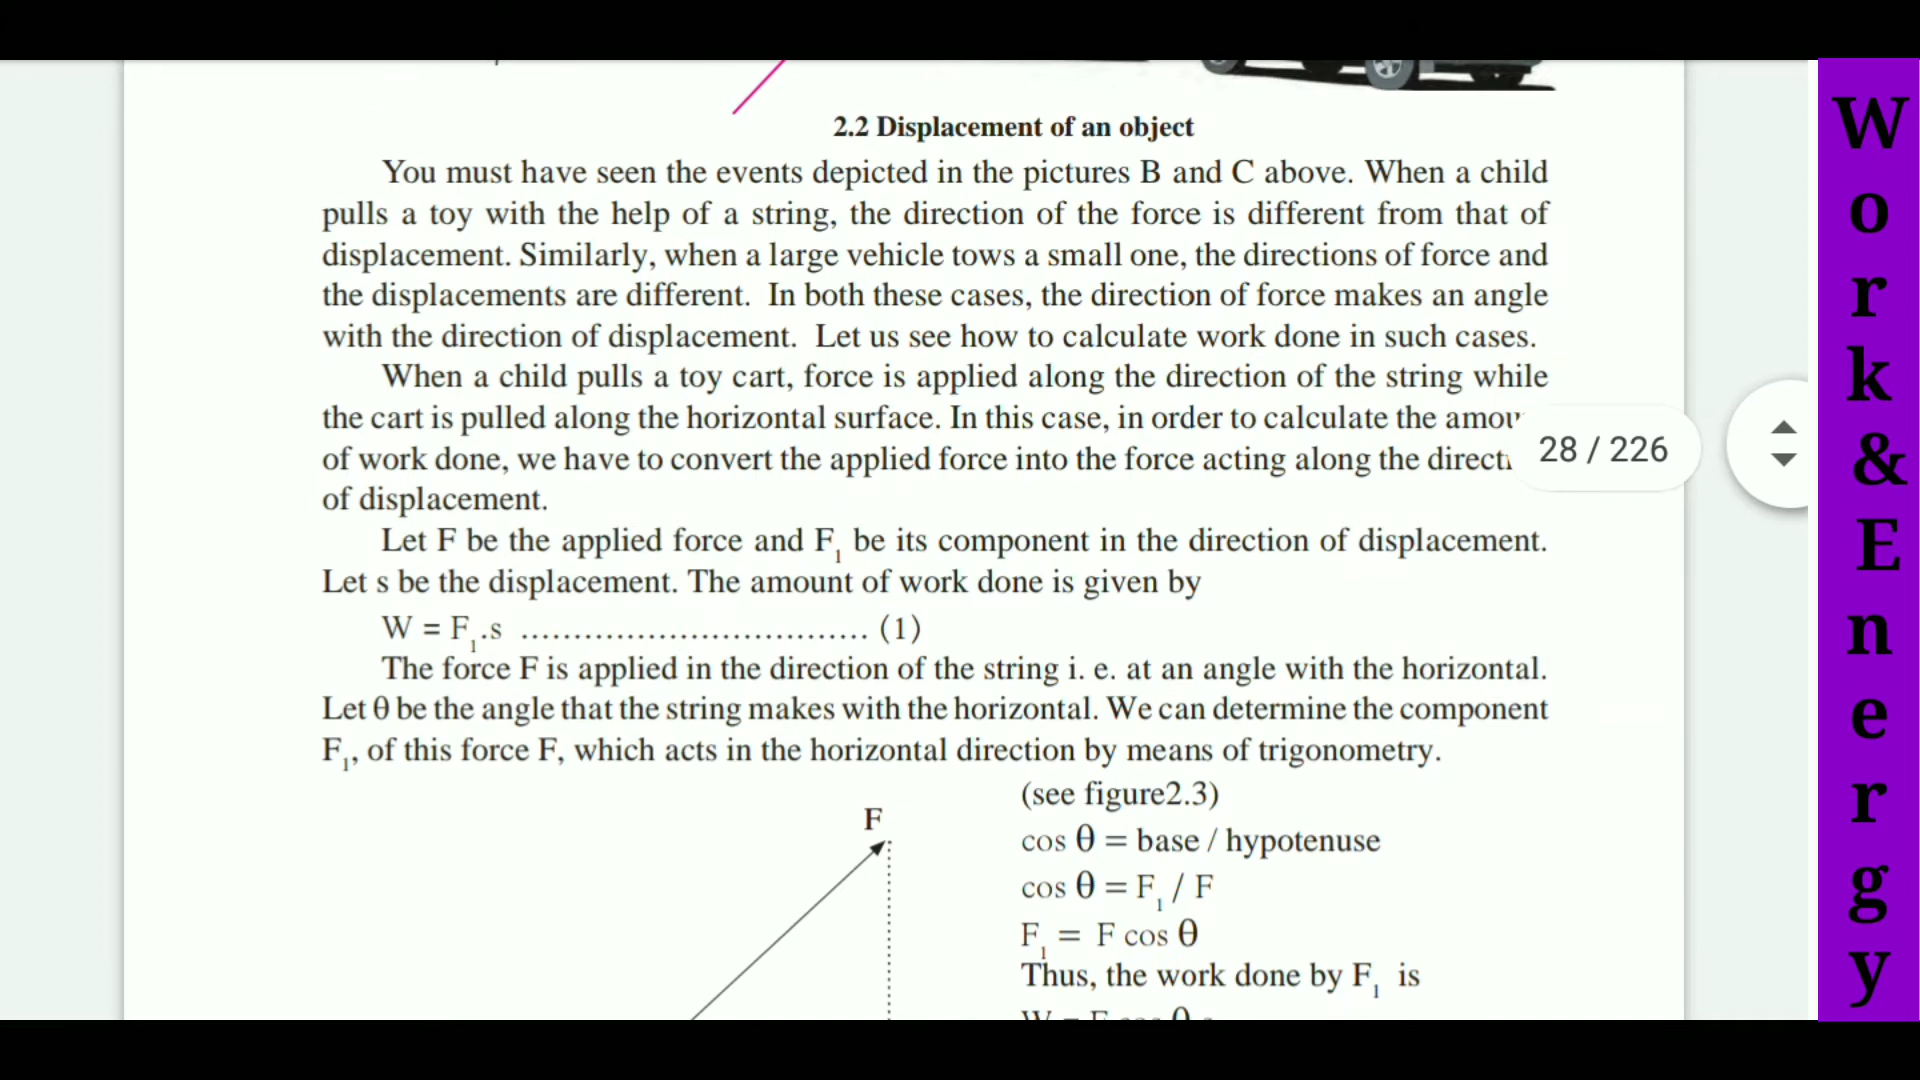 2.2 Displacement of an object
You must have seen the events depicted in the pictures B and C above. When a child
pulls a toy with the help of a string, the direction of the force is different from that of
displacement. Similarly, when a large vehicle tows a small one, the directions of force and
the displacements are different. In both these cases, the direction of force makes an angle
with the direction of displacement. Let us see how to calculate work done in such cases.
When a child pulls a toy cart, force is applied along the direction of the string while
the cart is pulled along the horizontal surface. In this case, in order to calculate the
of work done, we have to convert the applied force into the force acting along the
of displacement.
28 / 226
Let F be the applied force and F₁ be its component in the direction of displacement.
Let s be the displacement. The amount of work done is given by
W = F₁.s ................................. (1)
The force F is applied in the direction of the string i. e. at an angle with the horizontal.
Let θ be the angle that the string makes with the horizontal. We can determine the component
F₁, of this force F, which acts in the horizontal direction by means of trigonometry.
(see figure2.3)
F
cos θ = base / hypotenuse
cos θ = F₁ / F
F₁ = F cos θ
Thus, the work done by F₁ is
Work & Energy